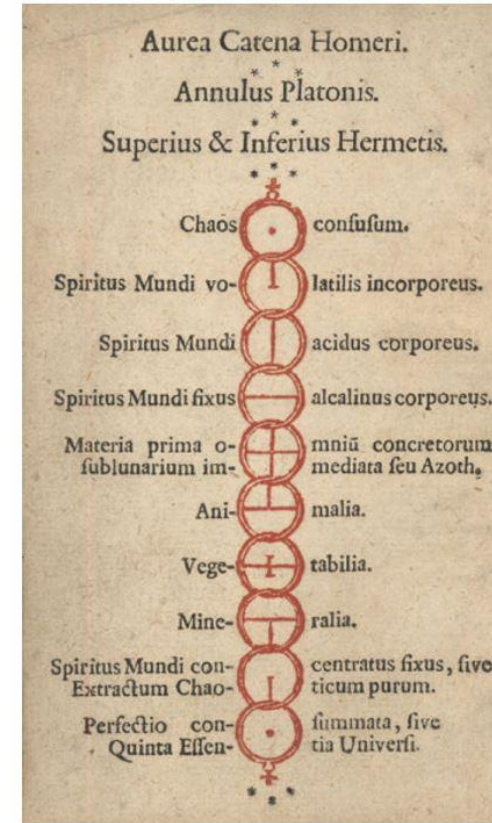 Aurea Catena Homeri.
Annulus Platonis.
Superius & Inferius Hermetis.
Chaos confusum.
Spiritus Mundi vo- latilis incorporeus.
Spiritus Mundi acidus corporeus.
Spiritus Mundi fixus alcalinus corporeus.
Materia prima o- mniū concretorum
sublunarium im- mediata seu Azoth.
Ani- malia.
Vege- tabilia.
Mine- ralia.
Spiritus Mundi con- centratus fixus, sive
Extractum Chao- ticum purum.
Perfectio con- summata, sive
Quinta Essen- tia Universi.